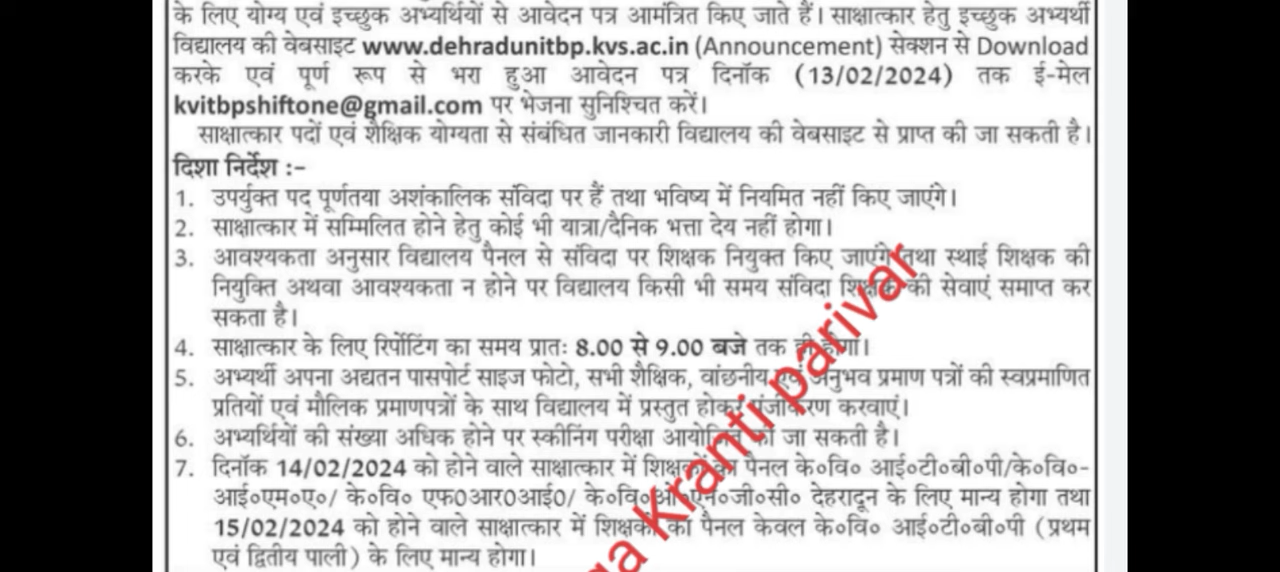 के लिए योग्य एवं इच्छुक अभ्यर्थियों से आवेदन पत्र आमंत्रित किए जाते हैं। साक्षात्कार हेतु इच्छुक अभ्यर्थी
विद्यालय की वेबसाइट www.dehradunitbp.kvs.ac.in (Announcement) सेक्शन से Download
करके एवं पूर्ण रूप से भरा हुआ आवेदन पत्र दिनॉक (13/02/2024) तक ई-मेल
kvitbpshiftone@gmail.com पर भेजना सुनिश्चित करें।
साक्षात्कार पदों एवं शैक्षिक योग्यता से संबंधित जानकारी विद्यालय की वेबसाइट से प्राप्त की जा सकती है।
दिशा निर्देश :-
1. उपर्युक्त पद पूर्णतया अशंकालिक संविदा पर हैं तथा भविष्य में नियमित नहीं किए जाएंगे।
2. साक्षात्कार में सम्मिलित होने हेतु कोई भी यात्रा/दैनिक भत्ता देय नहीं होगा।
3. आवश्यकता अनुसार विद्यालय पैनल से संविदा पर शिक्षक नियुक्त किए जाएंगे तथा स्थाई शिक्षक की
नियुक्ति अथवा आवश्यकता न होने पर विद्यालय किसी भी समय संविदा शिक्षक की सेवाएं समाप्त कर
सकता है।
4. साक्षात्कार के लिए रिर्पोटिंग का समय प्रातः 8.00 से 9.00 बजे तक ही होगा।
5. अभ्यर्थी अपना अद्यतन पासपोर्ट साइज फोटो, सभी शैक्षिक, वांछनीय एवं अनुभव प्रमाण पत्रों की स्वप्रमाणित
प्रतियों एवं मौलिक प्रमाणपत्रों के साथ विद्यालय में प्रस्तुत होकर पंजीकरण करवाएं।
6. अभ्यर्थियों की संख्या अधिक होने पर स्कीनिंग परीक्षा आयोजित की जा सकती है।
7. दिनॉक 14/02/2024 को होने वाले साक्षात्कार में शिक्षकों का पैनल के०वि० आई०टी०बी०पी/के०वि०-
आई०एम०ए०/ के०वि० एफ0आर0आई0/ के०वि०ओ०एन०जी०सी० देहरादून के लिए मान्य होगा तथा
15/02/2024 को होने वाले साक्षात्कार में शिक्षकों का पैनल केवल के०वि० आई०टी०बी०पी (प्रथम
एवं द्वितीय पाली) के लिए मान्य होगा।
ga Kranti parivar